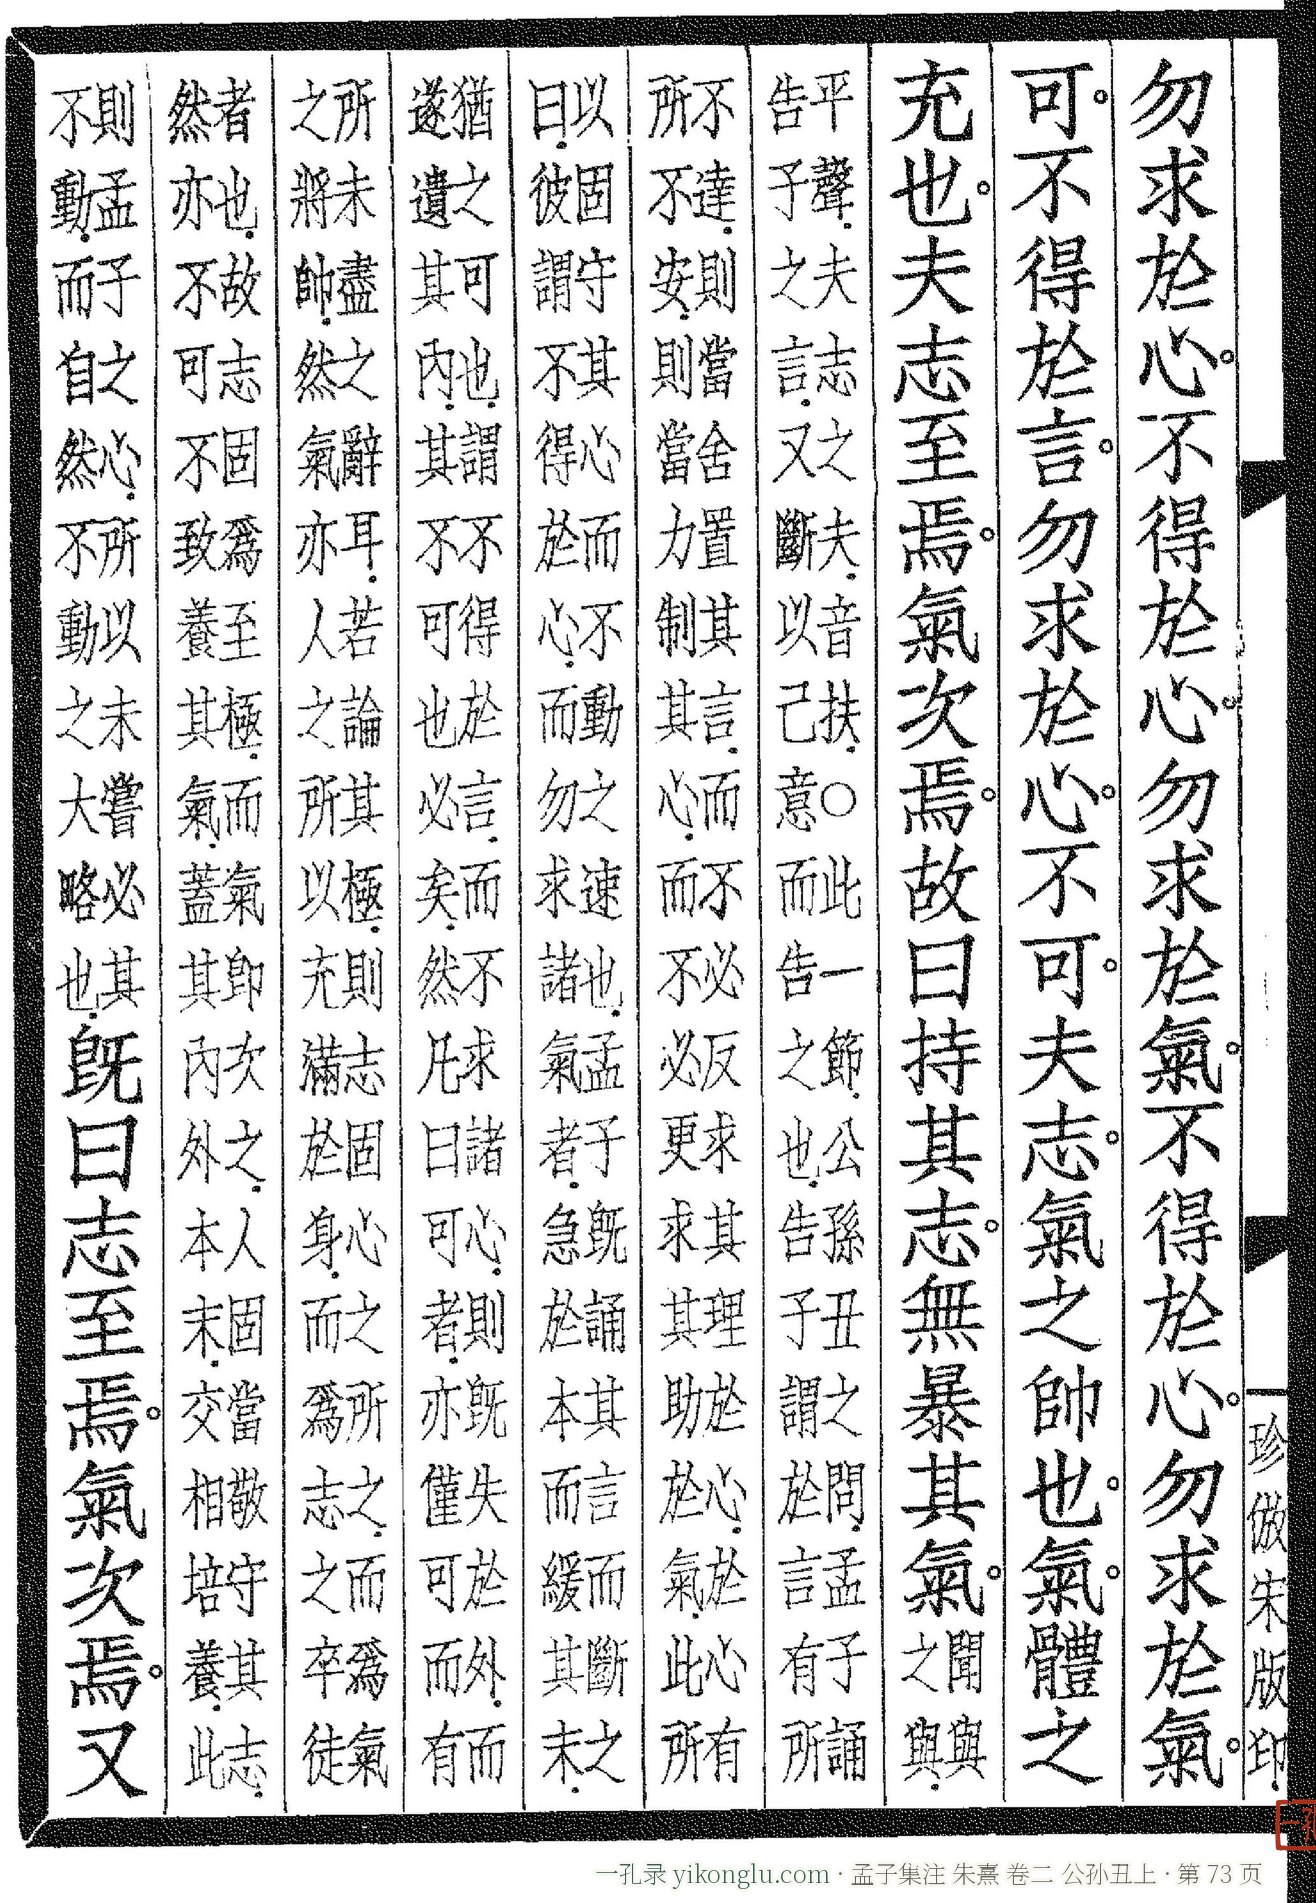 珍倣宋版印
勿求於心。不得於心。勿求於氣。不得於心。勿求於氣。
可。不得於言。勿求於心。不可。夫志。氣之帥也。氣。體之
充也。夫志至焉。氣次焉。故曰持其志。無暴其氣。聞與
之與.
平聲.夫志之夫.音扶.○此一節.公孫丑之問.孟子誦
告子之言.又斷以己意而告之也.告子謂於言有所
不達.則當舍置其言.而不必反求其理於心.於心有
所不安.則當力制其心.而不必更求其助於氣.此所
以固守其心而不動之速也.孟子旣誦其言而斷之
曰.彼謂不得於心.而勿求諸氣者.急於本而緩其末.
猶之可也.謂不得於言.而不求諸心.則旣失於外.而
遂遺其內.其不可也必矣.然凡曰可者.亦僅可而有
所未盡之辭耳.若論其極.則志固心之所之.而爲氣
之將帥.然氣亦人之所以充滿於身.而爲志之卒徒
者也.故志固爲至極.而氣卽次之.人固當敬守其志.
然亦不可不致養其氣.蓋其內外本末.交相培養.此
則孟子之心.所以未嘗必其
不動.而自然不動之大略也.旣曰志至焉。氣次焉。又
一孔录 yikonglu.com · 孟子集注 朱熹 卷二 公孙丑上 · 第 73 页